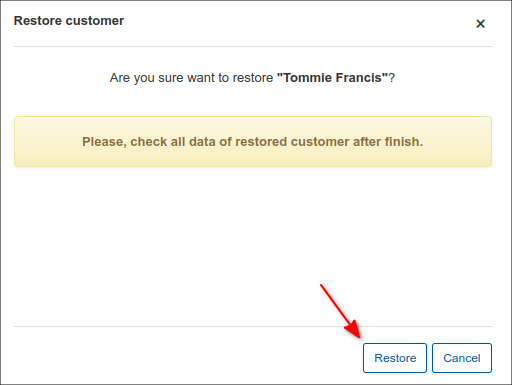 Restore customer
×
Are you sure want to restore "Tommie Francis"?
Please, check all data of restored customer after finish.
Restore
Cancel